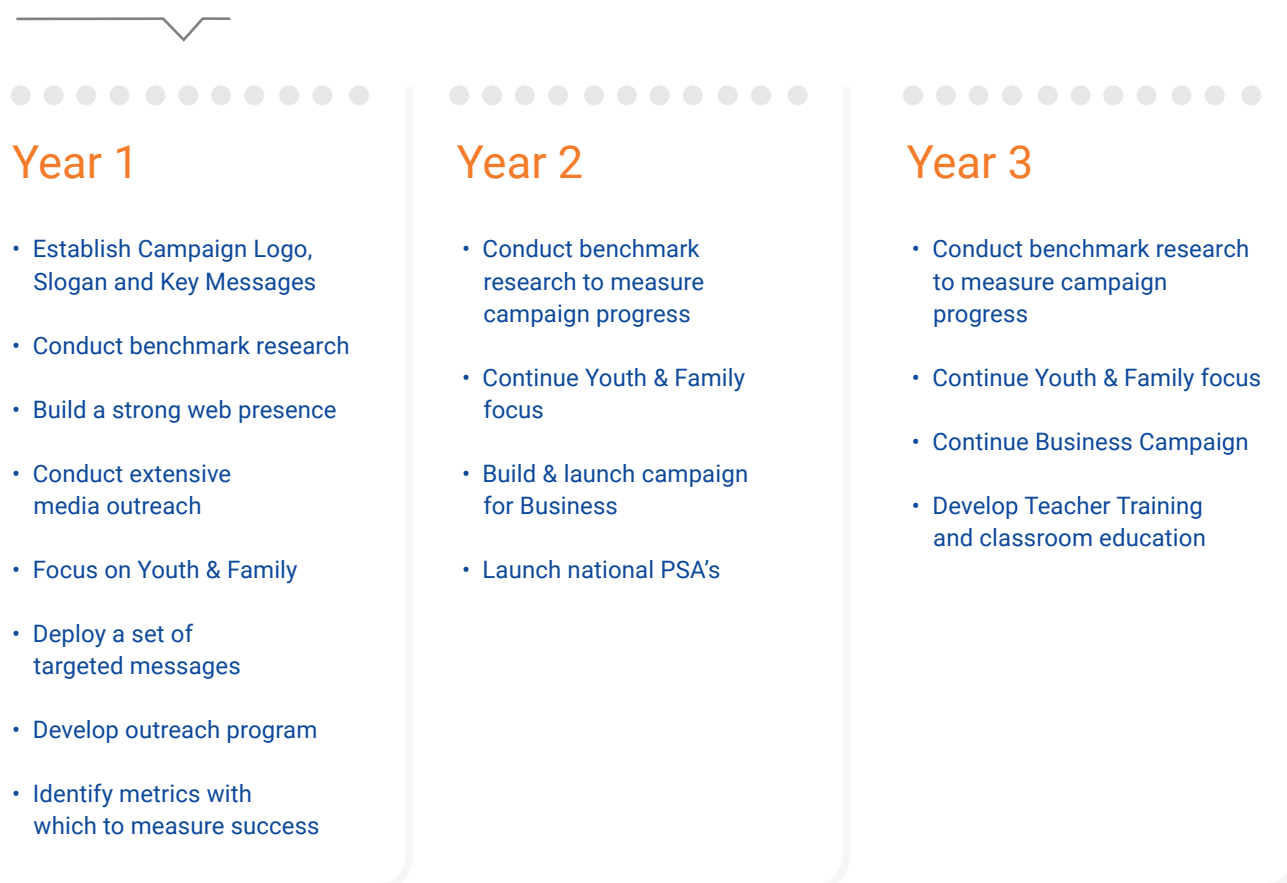 Year 1
• Establish Campaign Logo,
Slogan and Key Messages
• Conduct benchmark research
• Build a strong web presence
• Conduct extensive
media outreach
• Focus on Youth & Family
• Deploy a set of
targeted messages
• Develop outreach program
• Identify metrics with
which to measure success
Year 2
• Conduct benchmark
research to measure
campaign progress
• Continue Youth & Family
focus
• Build & launch campaign
for Business
• Launch national PSA’s
Year 3
• Conduct benchmark research
to measure campaign
progress
• Continue Youth & Family focus
• Continue Business Campaign
• Develop Teacher Training
and classroom education